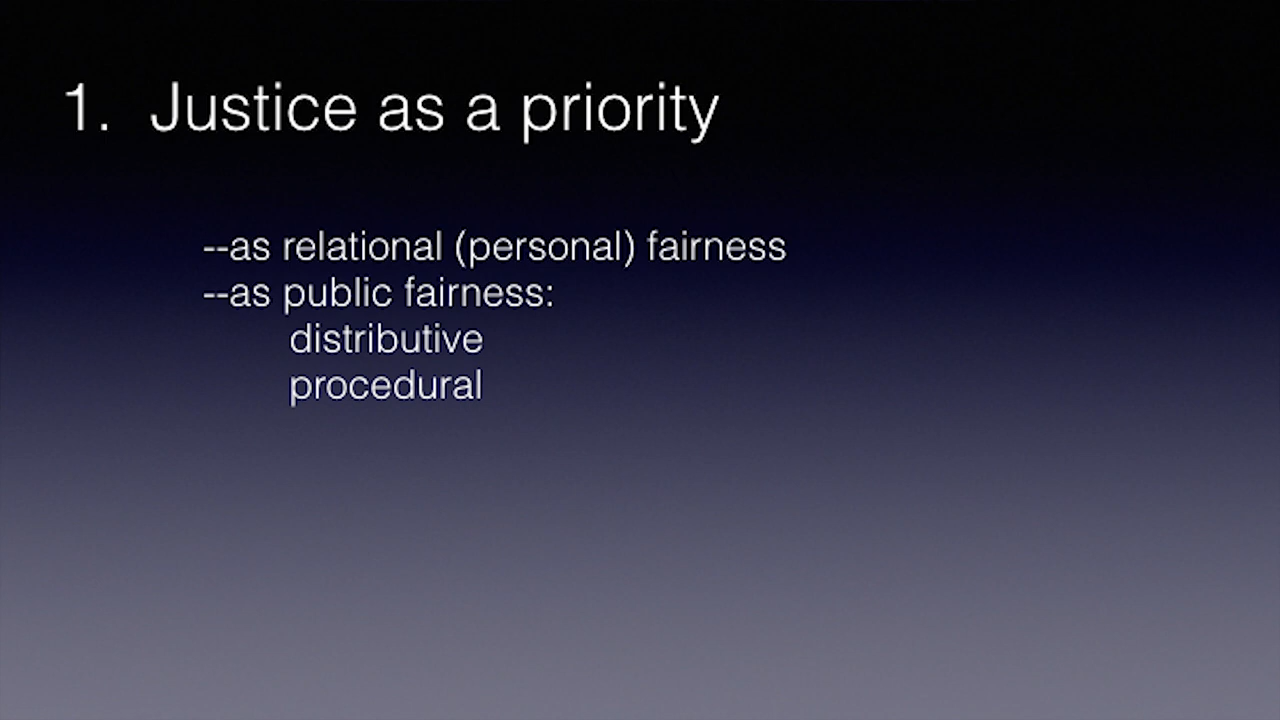 1. Justice as a priority
--as relational (personal) fairness
--as public fairness:
distributive
procedural